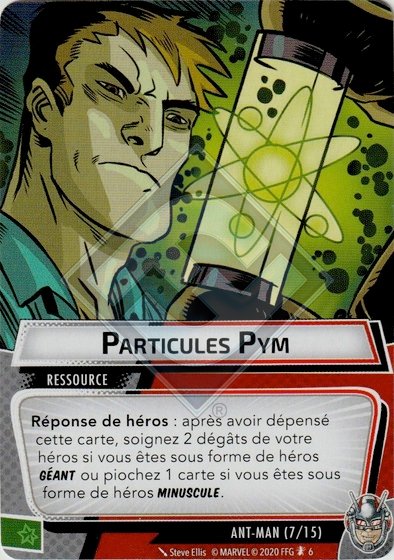 PARTICULES PYM
RESSOURCE
Réponse de héros : après avoir dépensé
cette carte, soignez 2 dégâts de votre
héros si vous êtes sous forme de héros
GÉANT ou piochez 1 carte si vous êtes sous
forme de héros MINUSCULE.
ANT-MAN (7/15)
Steve Ellis © MARVEL © 2020 FFG 6
®